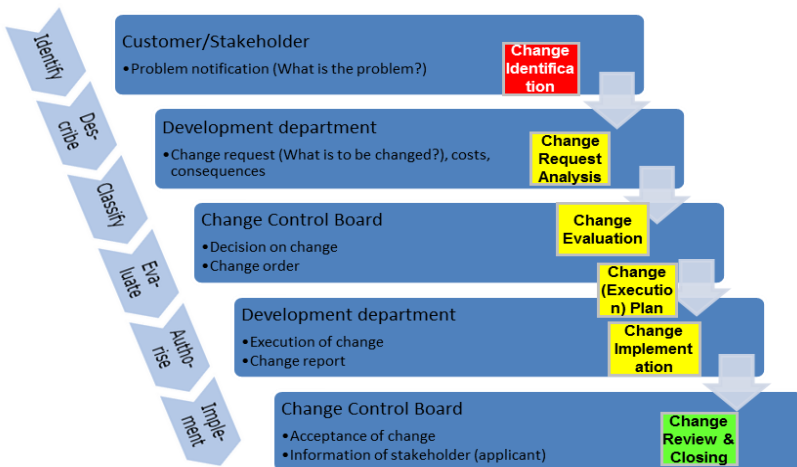 Identify
Des-
cribe
Classify
Eva-
luate
Autho-
rise
Imple-
ment
Customer/Stakeholder
•Problem notification (What is the problem?)
Change
Identifica
tion
Development department
•Change request (What is to be changed?), costs,
consequences
Change
Request
Analysis
Change Control Board
•Decision on change
•Change order
Change
Evaluation
Change
(Executio
n) Plan
Development department
•Execution of change
•Change report
Change
Implement
ation
Change Control Board
•Acceptance of change
•Information of stakeholder (applicant)
Change
Review &
Closing